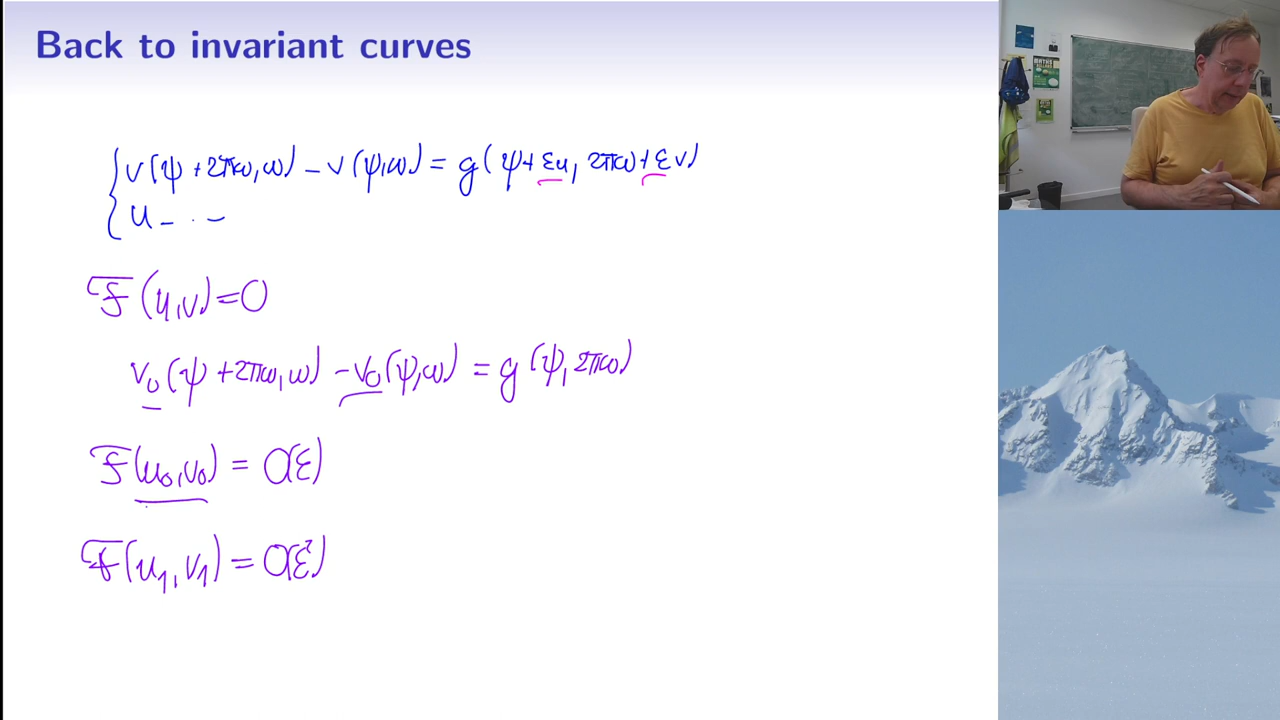 Back to invariant curves
{ v(ψ + 2πω, ω) - v(ψ, ω) = g(ψ + εu, 2πω + εv)
u - . . -
F(u, v) = 0
v₀(ψ + 2πω, ω) - v₀(ψ, ω) = g(ψ, 2πω)
F(u₀, v₀) = O(ε)
F(u₁, v₁) = O(ε²)